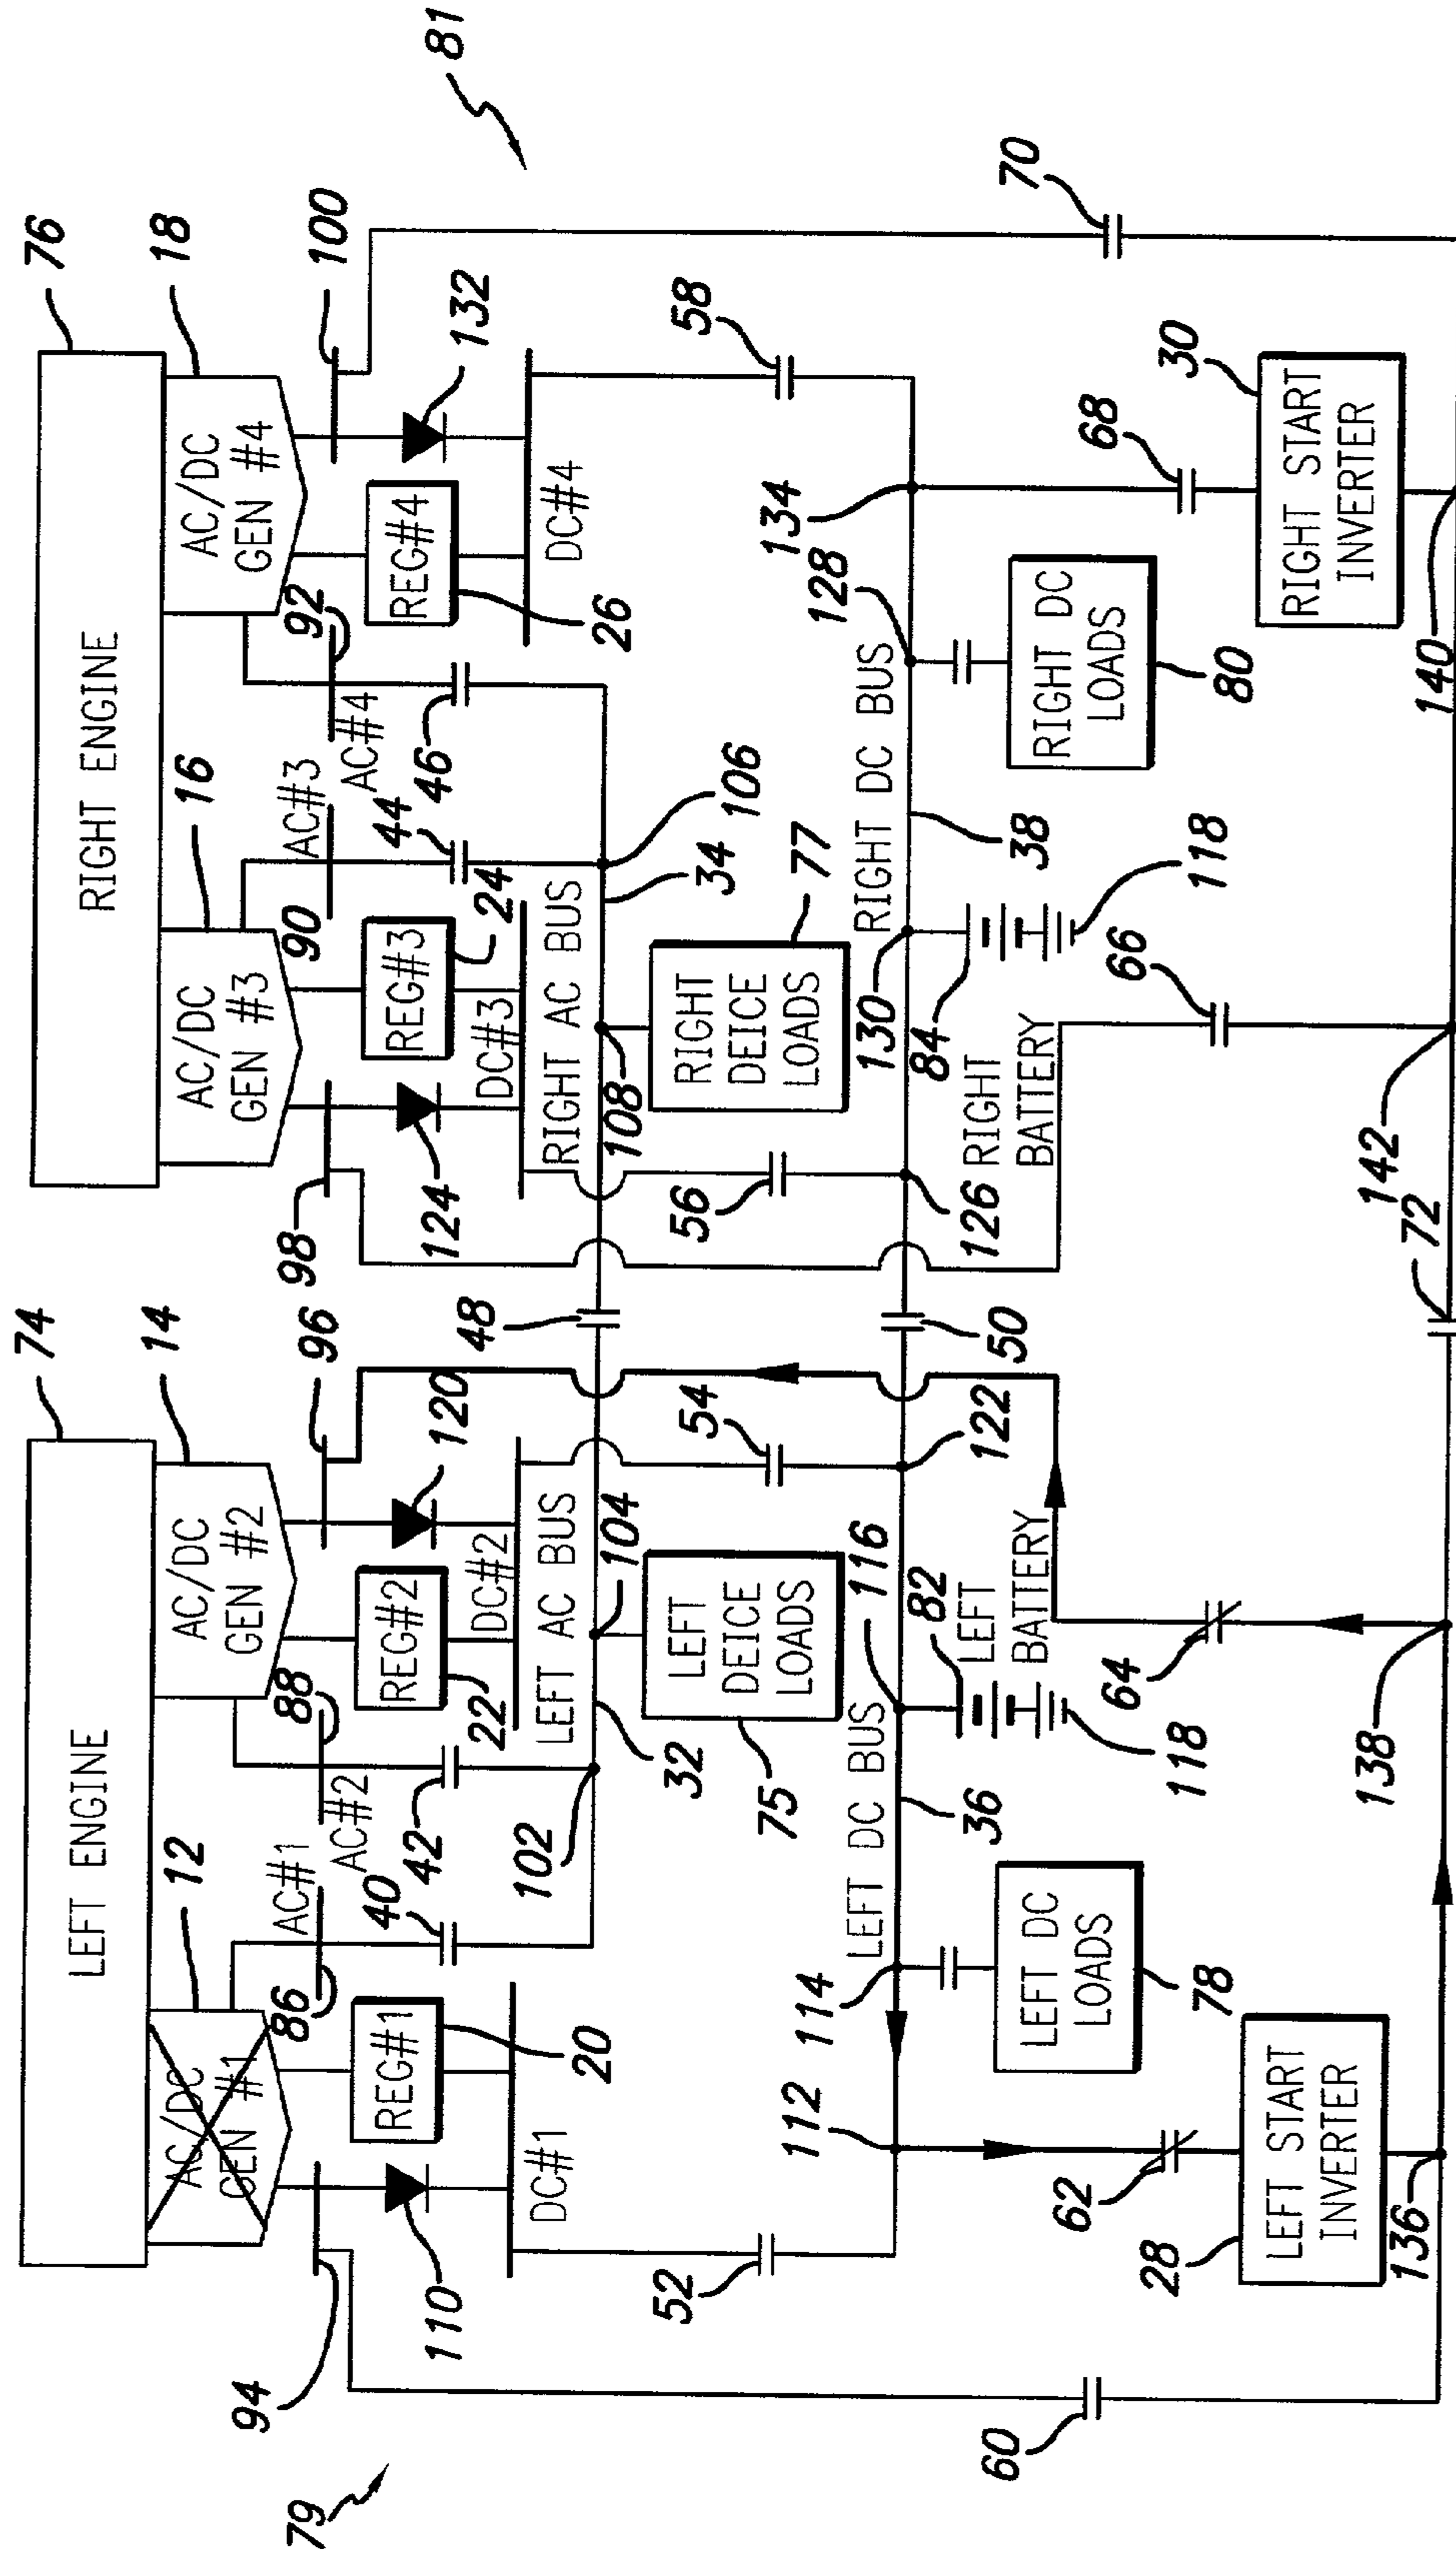 74
LEFT ENGINE
76
RIGHT ENGINE
81
12
AC/DC
GEN #1
14
AC/DC
GEN #2
16
AC/DC
GEN #3
18
AC/DC
GEN #4
94
86
AC#1
88
AC#2
96
98
90
AC#3
92
AC#4
100
110
REG#1
20
40
42
REG#2
22
120
124
REG#3
24
44
46
REG#4
26
132
DC#1
DC#2
DC#3
DC#4
102
LEFT AC BUS
104
32
48
RIGHT AC BUS
108
34
106
LEFT
DEICE
LOADS
75
RIGHT
DEICE
LOADS
77
52
54
56
58
112
114
LEFT DC BUS
36
116
122
50
126
130
RIGHT DC BUS
38
128
134
82
LEFT
BATTERY
118
84
RIGHT
BATTERY
118
LEFT DC
LOADS
78
RIGHT DC
LOADS
80
79
60
62
64
66
68
70
28
LEFT START
INVERTER
30
RIGHT START
INVERTER
136
138
72
142
140